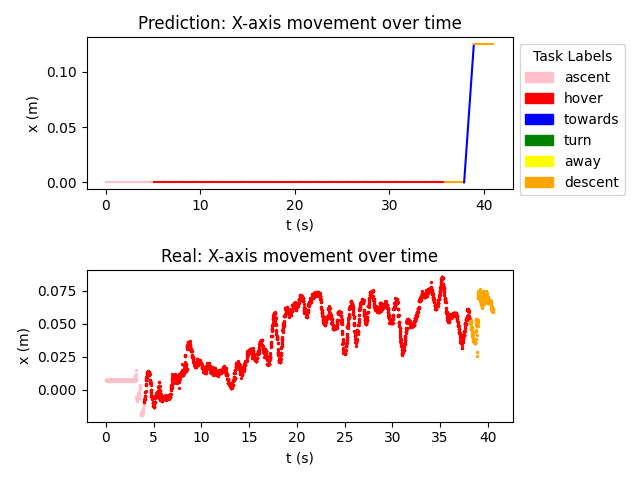 Prediction: X-axis movement over time
x (m)
0.10
0.05
0.00
0
10
20
30
40
t (s)
Task Labels
ascent
hover
towards
turn
away
descent
Real: X-axis movement over time
x (m)
0.075
0.050
0.025
0.000
0
5
10
15
20
25
30
35
40
t (s)